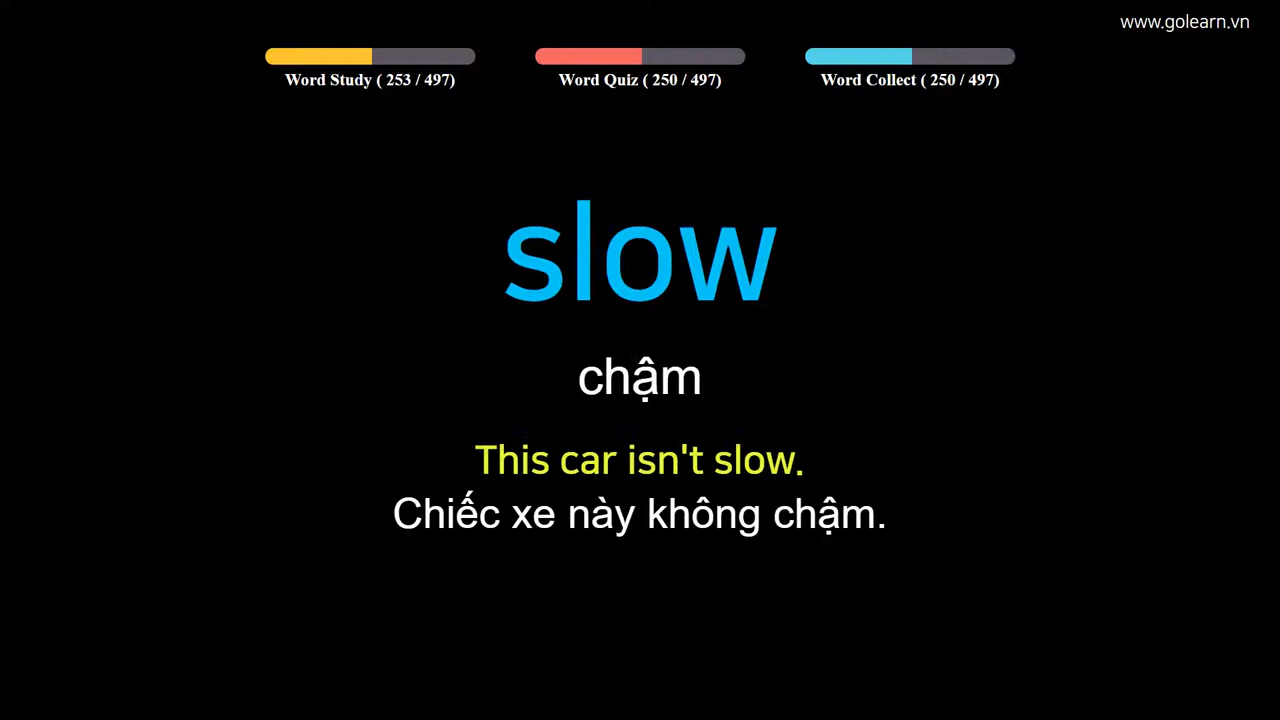 www.golearn.vn
Word Study ( 253 / 497)
Word Quiz ( 250 / 497)
Word Collect ( 250 / 497)
slow
chậm
This car isn't slow.
Chiếc xe này không chậm.